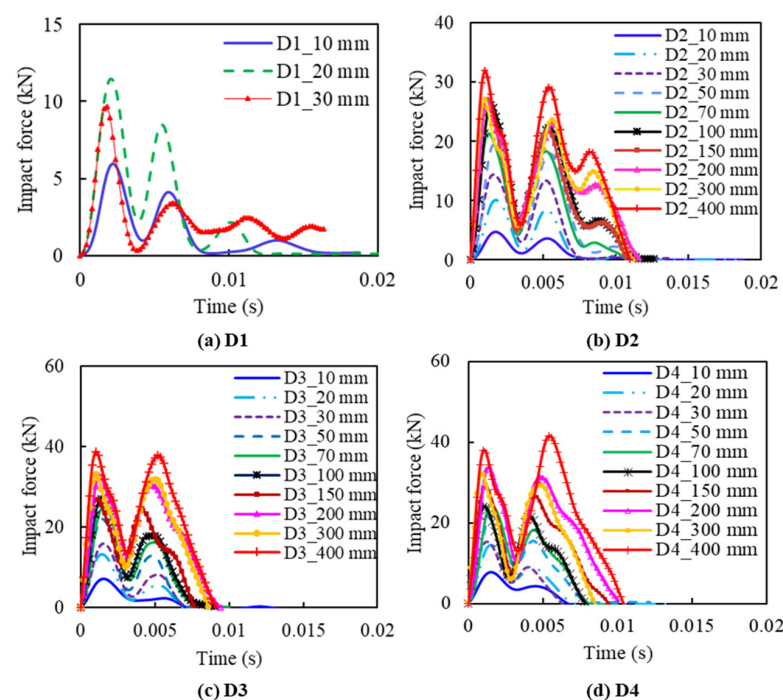 15
10
5
0
0
0.01
0.02
Impact force (kN)
Time (s)
D1_10 mm
D1_20 mm
D1_30 mm
(a) D1
40
30
20
10
0
0
0.005
0.01
0.015
0.02
Impact force (kN)
Time (s)
D2_10 mm
D2_20 mm
D2_30 mm
D2_50 mm
D2_70 mm
D2_100 mm
D2_150 mm
D2_200 mm
D2_300 mm
D2_400 mm
(b) D2
60
40
20
0
0
0.005
0.01
0.015
0.02
Impact force (kN)
Time (s)
D3_10 mm
D3_20 mm
D3_30 mm
D3_50 mm
D3_70 mm
D3_100 mm
D3_150 mm
D3_200 mm
D3_300 mm
D3_400 mm
(c) D3
60
40
20
0
0
0.005
0.01
0.015
0.02
Impact force (kN)
Time (s)
D4_10 mm
D4_20 mm
D4_30 mm
D4_50 mm
D4_70 mm
D4_100 mm
D4_150 mm
D4_200 mm
D4_300 mm
D4_400 mm
(d) D4